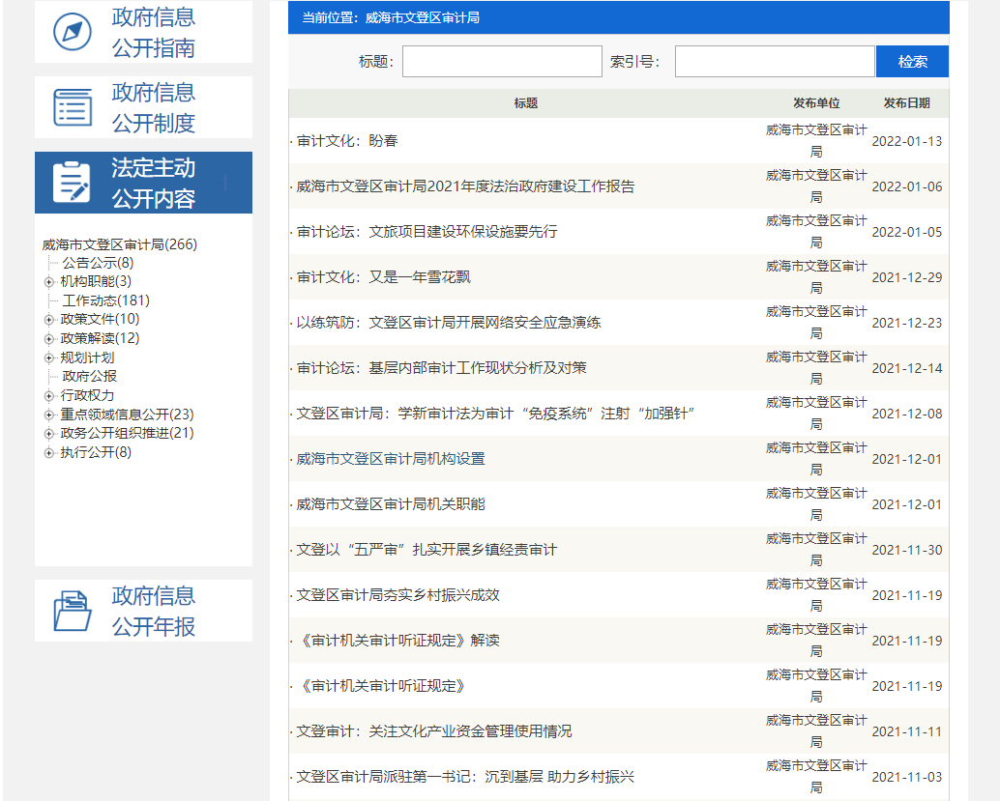 政府信息
公开指南
政府信息
公开制度
法定主动
公开内容
威海市文登区审计局(266)
公告公示(8)
机构职能(3)
工作动态(181)
政策文件(10)
政策解读(12)
规划计划
政府公报
行政权力
重点领域信息公开(23)
政务公开组织推进(21)
执行公开(8)
政府信息
公开年报
当前位置：威海市文登区审计局
标题： 索引号： 检索
标题 发布单位 发布日期
· 审计文化：盼春 威海市文登区审计局 2022-01-13
· 威海市文登区审计局2021年度法治政府建设工作报告 威海市文登区审计局 2022-01-06
· 审计论坛：文旅项目建设环保设施要先行 威海市文登区审计局 2022-01-05
· 审计文化：又是一年雪花飘 威海市文登区审计局 2021-12-29
· 以练筑防：文登区审计局开展网络安全应急演练 威海市文登区审计局 2021-12-23
· 审计论坛：基层内部审计工作现状分析及对策 威海市文登区审计局 2021-12-14
· 文登区审计局：学新审计法为审计“免疫系统”注射“加强针” 威海市文登区审计局 2021-12-08
· 威海市文登区审计局机构设置 威海市文登区审计局 2021-12-01
· 威海市文登区审计局机关职能 威海市文登区审计局 2021-12-01
· 文登以“五严审”扎实开展乡镇经责审计 威海市文登区审计局 2021-11-30
· 文登区审计局夯实乡村振兴成效 威海市文登区审计局 2021-11-19
· 《审计机关审计听证规定》解读 威海市文登区审计局 2021-11-19
· 《审计机关审计听证规定》 威海市文登区审计局 2021-11-19
· 文登审计：关注文化产业资金管理使用情况 威海市文登区审计局 2021-11-11
· 文登区审计局派驻第一书记：沉到基层 助力乡村振兴 威海市文登区审计局 2021-11-03